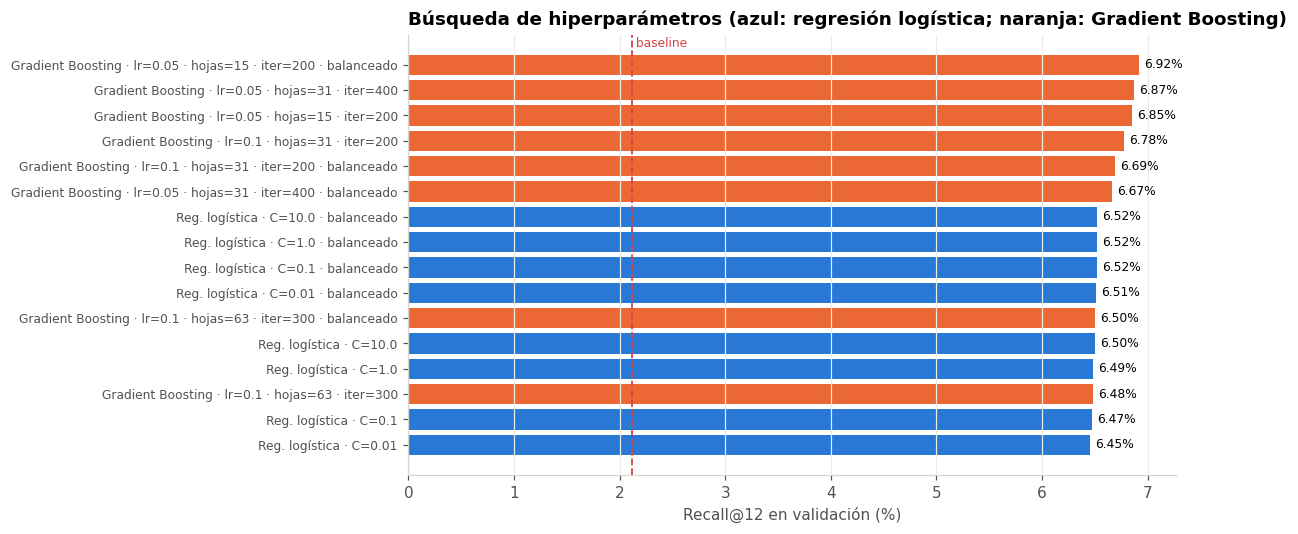 Búsqueda de hiperparámetros (azul: regresión logística; naranja: Gradient Boosting)
baseline
Gradient Boosting · lr=0.05 · hojas=15 · iter=200 · balanceado 6.92%
Gradient Boosting · lr=0.05 · hojas=31 · iter=400 6.87%
Gradient Boosting · lr=0.05 · hojas=15 · iter=200 6.85%
Gradient Boosting · lr=0.1 · hojas=31 · iter=200 6.78%
Gradient Boosting · lr=0.1 · hojas=31 · iter=200 · balanceado 6.69%
Gradient Boosting · lr=0.05 · hojas=31 · iter=400 · balanceado 6.67%
Reg. logística · C=10.0 · balanceado 6.52%
Reg. logística · C=1.0 · balanceado 6.52%
Reg. logística · C=0.1 · balanceado 6.52%
Reg. logística · C=0.01 · balanceado 6.51%
Gradient Boosting · lr=0.1 · hojas=63 · iter=300 · balanceado 6.50%
Reg. logística · C=10.0 6.50%
Reg. logística · C=1.0 6.49%
Gradient Boosting · lr=0.1 · hojas=63 · iter=300 6.48%
Reg. logística · C=0.1 6.47%
Reg. logística · C=0.01 6.45%
0 1 2 3 4 5 6 7
Recall@12 en validación (%)